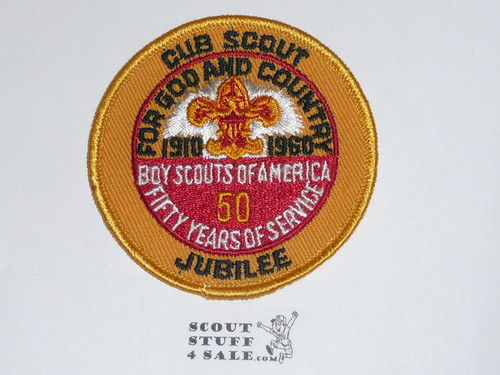 CUB SCOUT
FOR GOD AND COUNTRY
1910 1960
BOY SCOUTS OF AMERICA
50
FIFTY YEARS OF SERVICE
JUBILEE
SCOUT
STUFF
4 SALE.COM